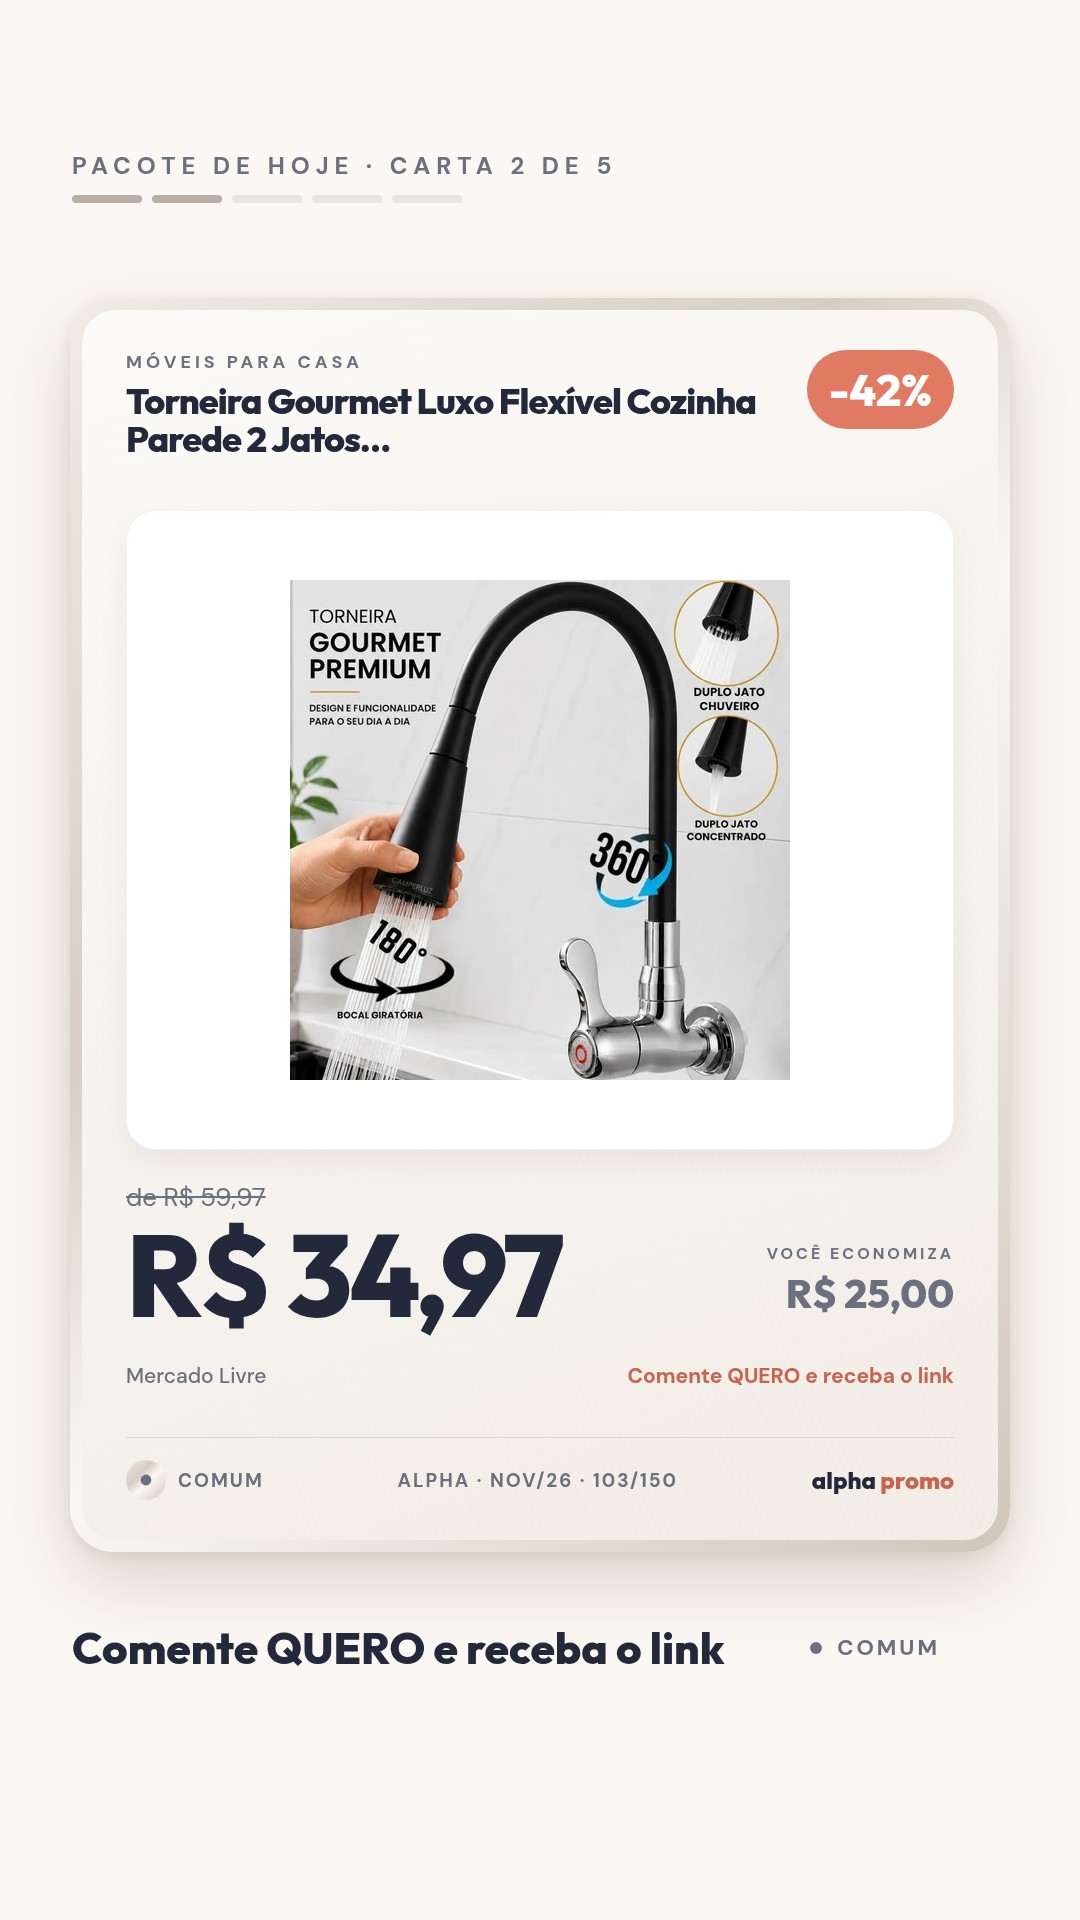 PACOTE DE HOJE · CARTA 2 DE 5
MÓVEIS PARA CASA
Torneira Gourmet Luxo Flexível Cozinha
Parede 2 Jatos...
-42%
TORNEIRA
GOURMET
PREMIUM
DESIGN E FUNCIONALIDADE
PARA O SEU DIA A DIA
DUPLO JATO
CHUVEIRO
DUPLO JATO
CONCENTRADO
360°
CAMPERLUZ
180°
BOCAL GIRATÓRIA
de R$ 59,97
R$ 34,97
VOCÊ ECONOMIZA
R$ 25,00
Mercado Livre
Comente QUERO e receba o link
COMUM
ALPHA · NOV/26 · 103/150
alpha promo
Comente QUERO e receba o link
COMUM